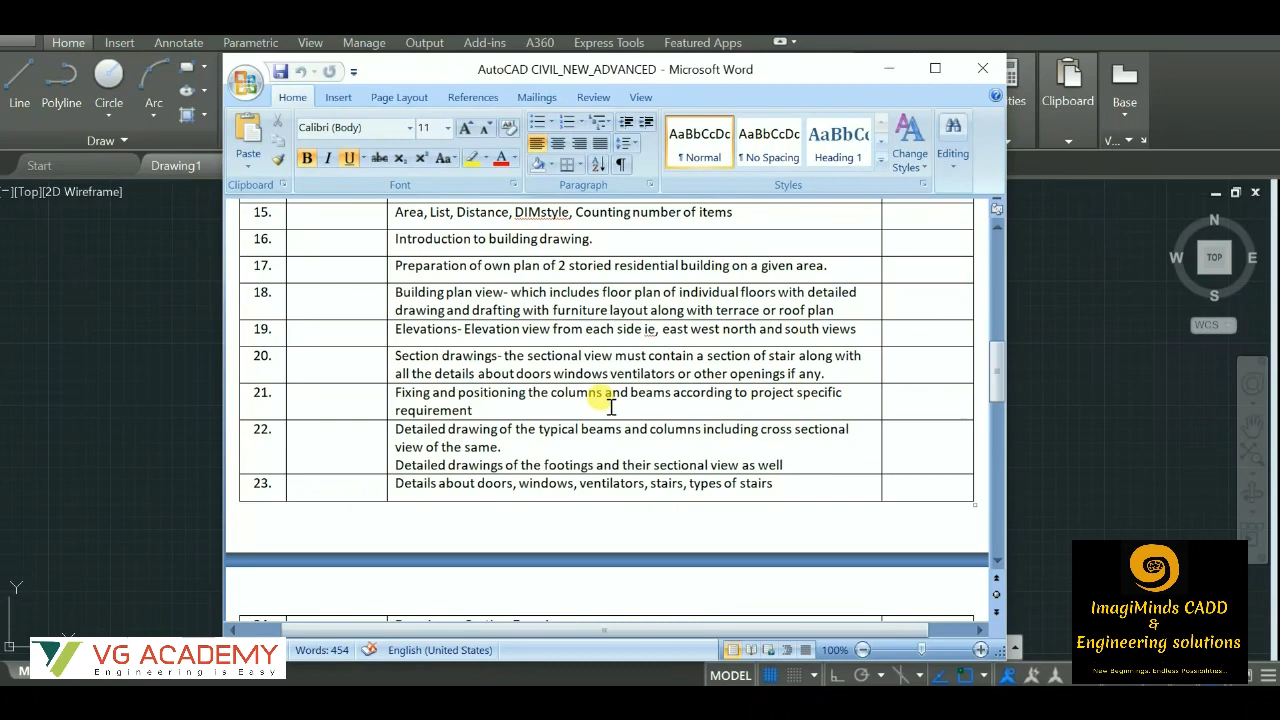 Home Insert Annotate Parametric View Manage Output Add-ins A360 Express Tools Featured Apps
AutoCAD CIVIL_NEW_ADVANCED - Microsoft Word
Line Polyline Circle Arc
Draw
Clipboard
Base
V...
Start Drawing1
[Top][2D Wireframe]
Home Insert Page Layout References Mailings Review View
Paste
Calibri (Body) 11
B I U abc X₂ X² Aa A
AaBbCcDc AaBbCcDc AaBbCc
¶ Normal ¶ No Spacing Heading 1
Change
Styles
Editing
Clipboard Font Paragraph Styles
15. Area, List, Distance, DIMstyle, Counting number of items
16. Introduction to building drawing.
17. Preparation of own plan of 2 storied residential building on a given area.
18. Building plan view- which includes floor plan of individual floors with detailed
drawing and drafting with furniture layout along with terrace or roof plan
19. Elevations- Elevation view from each side ie, east west north and south views
20. Section drawings- the sectional view must contain a section of stair along with
all the details about doors windows ventilators or other openings if any.
21. Fixing and positioning the columns and beams according to project specific
requirement
22. Detailed drawing of the typical beams and columns including cross sectional
view of the same.
Detailed drawings of the footings and their sectional view as well
23. Details about doors, windows, ventilators, stairs, types of stairs
N
W TOP E
S
WCS
Y
Words: 454 English (United States) 100%
MODEL
VG ACADEMY
Engineering is Easy
ImagiMinds CADD
&
Engineering solutions
New Beginnings, Endless Possibilities...